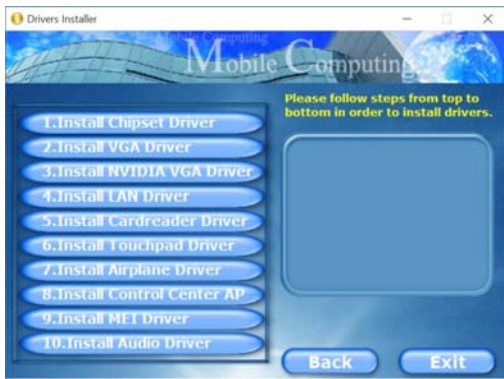 Drivers Installer
Mobile Computing
Mobile Computing
Please follow steps from top to
bottom in order to install drivers.
1.Install Chipset Driver
2.Install VGA Driver
3.Install NVIDIA VGA Driver
4.Install LAN Driver
5.Install Cardreader Driver
6.Install Touchpad Driver
7.Install Airplane Driver
8.Install Control Center AP
9.Install MEI Driver
10.Install Audio Driver
Back
Exit